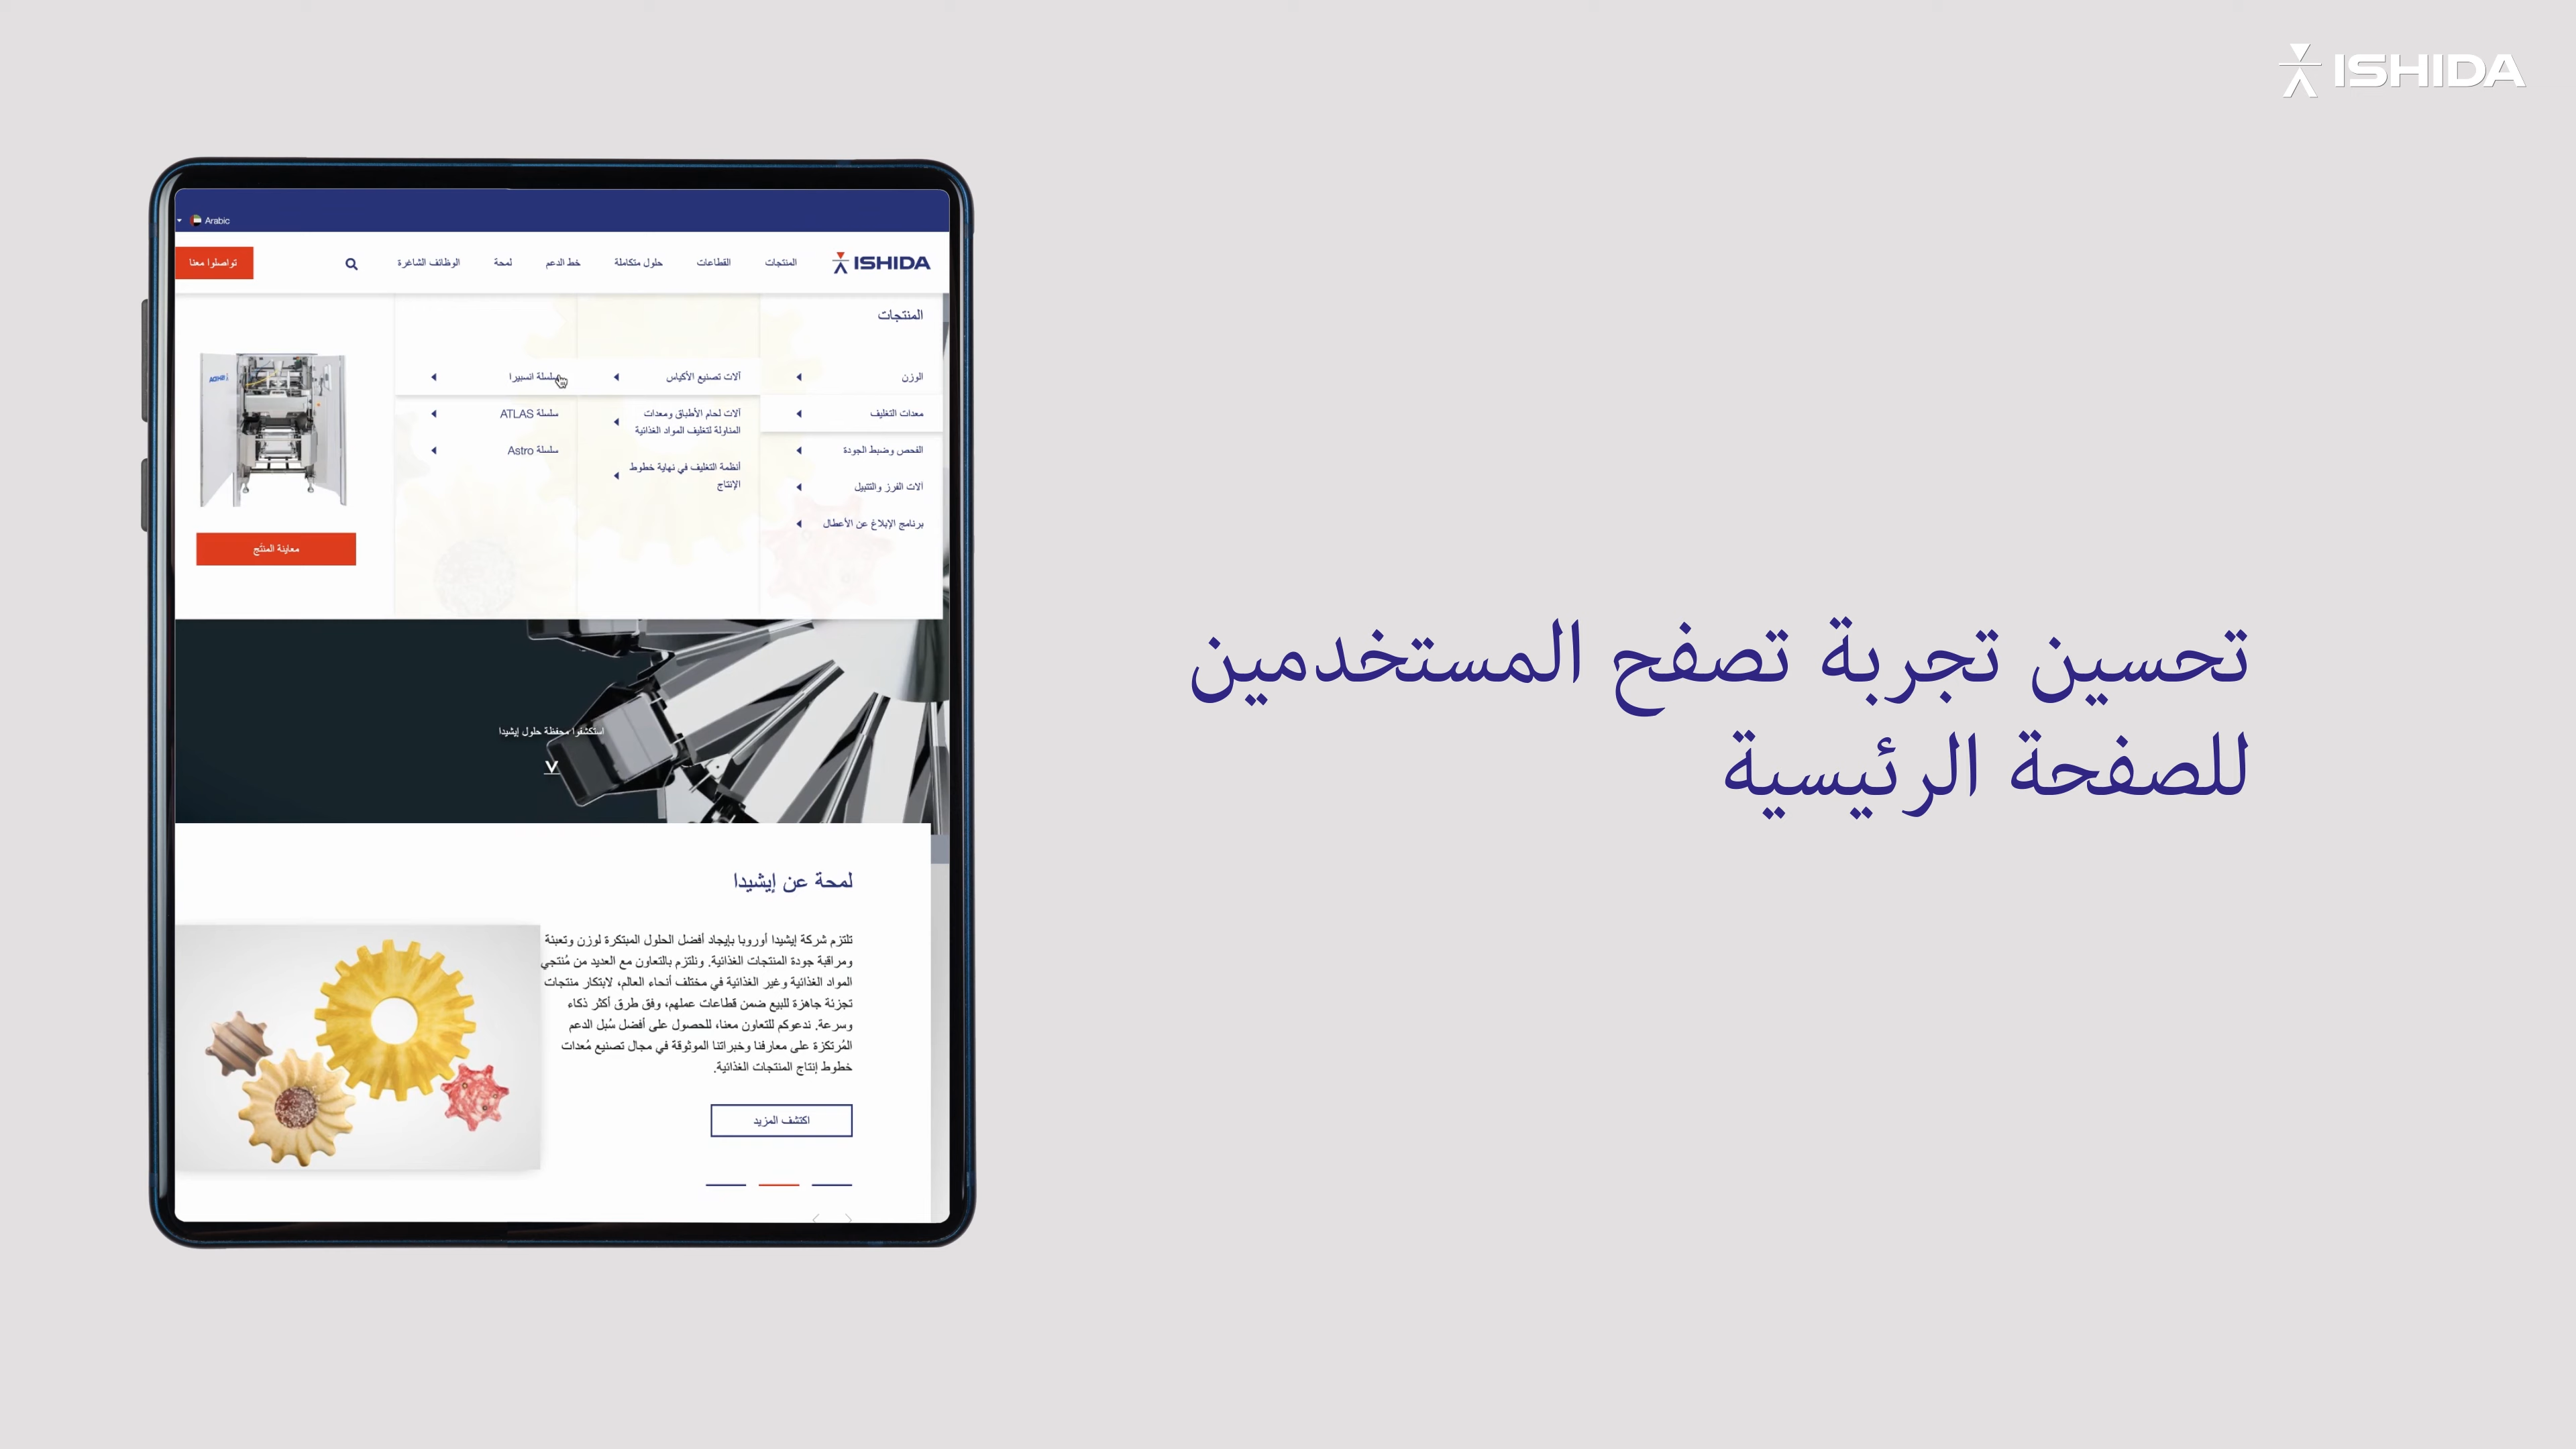 ISHIDA
تحسين تجربة تصفح المستخدمين
للصفحة الرئيسية
Arabic
ISHIDA
المنتجات
القطاعات
حلول متكاملة
خط الدعم
لمحة
الوظائف الشاغرة
تواصلوا معنا
المنتجات
الوزن
معدات التغليف
الفحص وضبط الجودة
آلات الفرز والتتبيل
برنامج الإبلاغ عن الأعطال
آلات تصنيع الأكياس
آلات لحام الأطباق ومعدات
المناولة لتغليف المواد الغذائية
أنظمة التغليف في نهاية خطوط
الإنتاج
سلسلة انسبيرا
سلسلة ATLAS
سلسلة Astro
معاينة المنتَج
استكشفوا محفظة حلول إيشيدا
لمحة عن إيشيدا
تلتزم شركة إيشيدا أوروبا بإيجاد أفضل الحلول المبتكرة لوزن وتعبئة
ومراقبة جودة المنتجات الغذائية. ونلتزم بالتعاون مع العديد من مُنتجي
المواد الغذائية وغير الغذائية في مختلف أنحاء العالم، لابتكار منتجات
تجزئة جاهزة للبيع ضمن قطاعات عملهم، وفق طرق أكثر ذكاء
وسرعة. ندعوكم للتعاون معنا، للحصول على أفضل سُبل الدعم
المُرتكزة على معارفنا وخبراتنا الموثوقة في مجال تصنيع مُعدات
خطوط إنتاج المنتجات الغذائية.
اكتشف المزيد